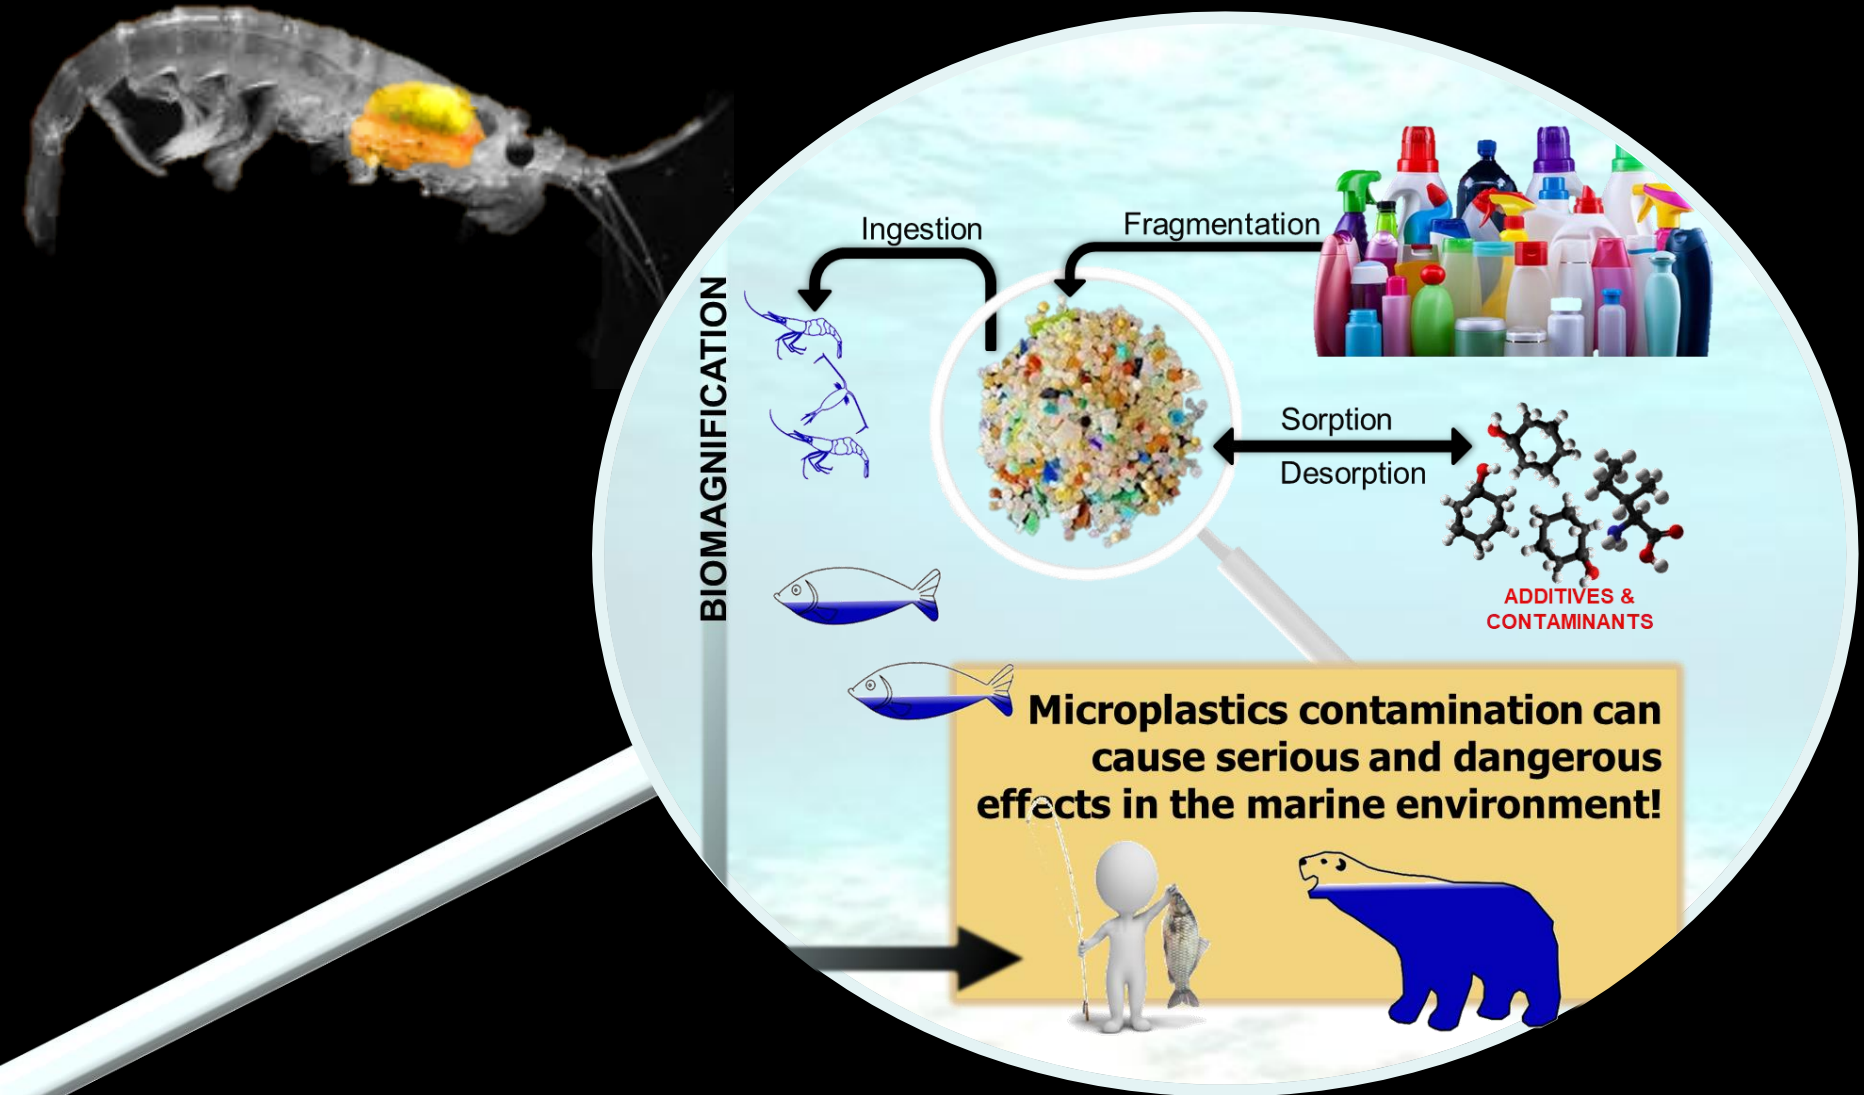 Ingestion
Fragmentation
BIOMAGNIFICATION
Sorption
Desorption
ADDITIVES &
CONTAMINANTS
Microplastics contamination can
cause serious and dangerous
effects in the marine environment!